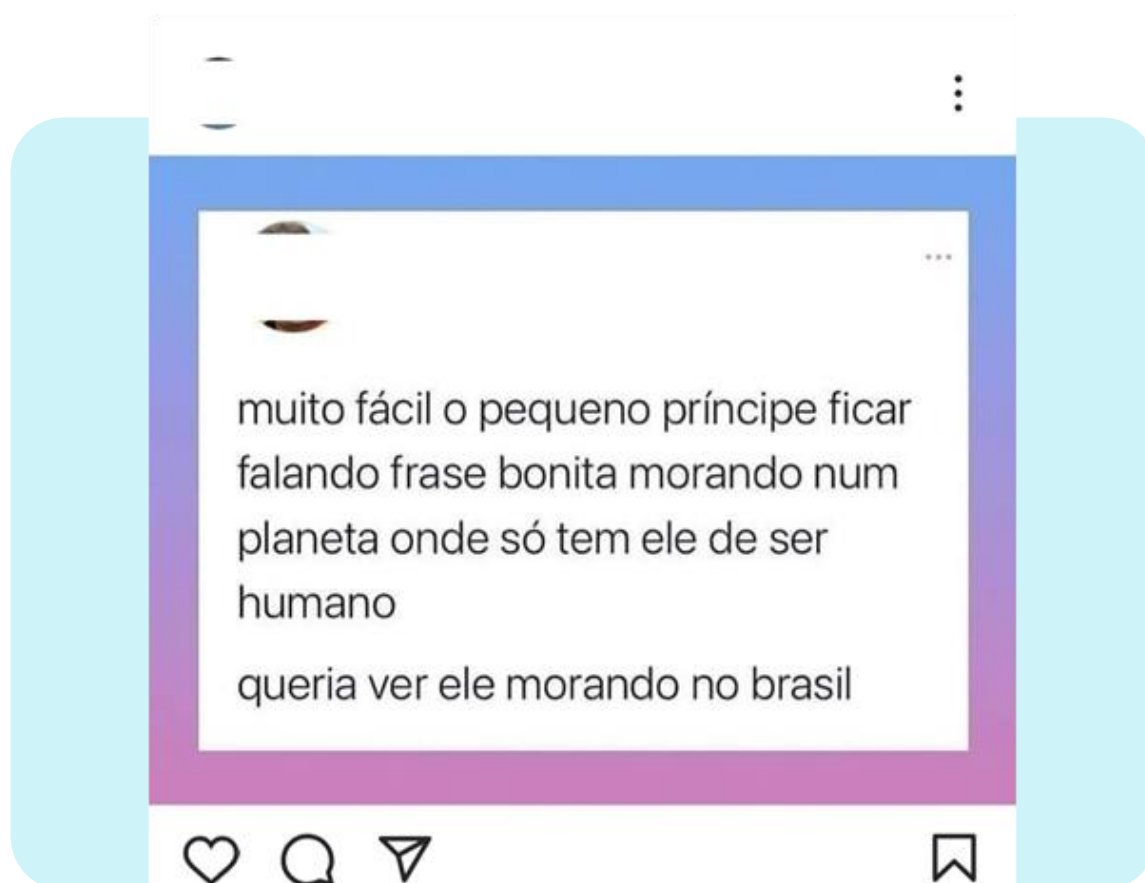 muito fácil o pequeno príncipe ficar
falando frase bonita morando num
planeta onde só tem ele de ser
humano
queria ver ele morando no brasil